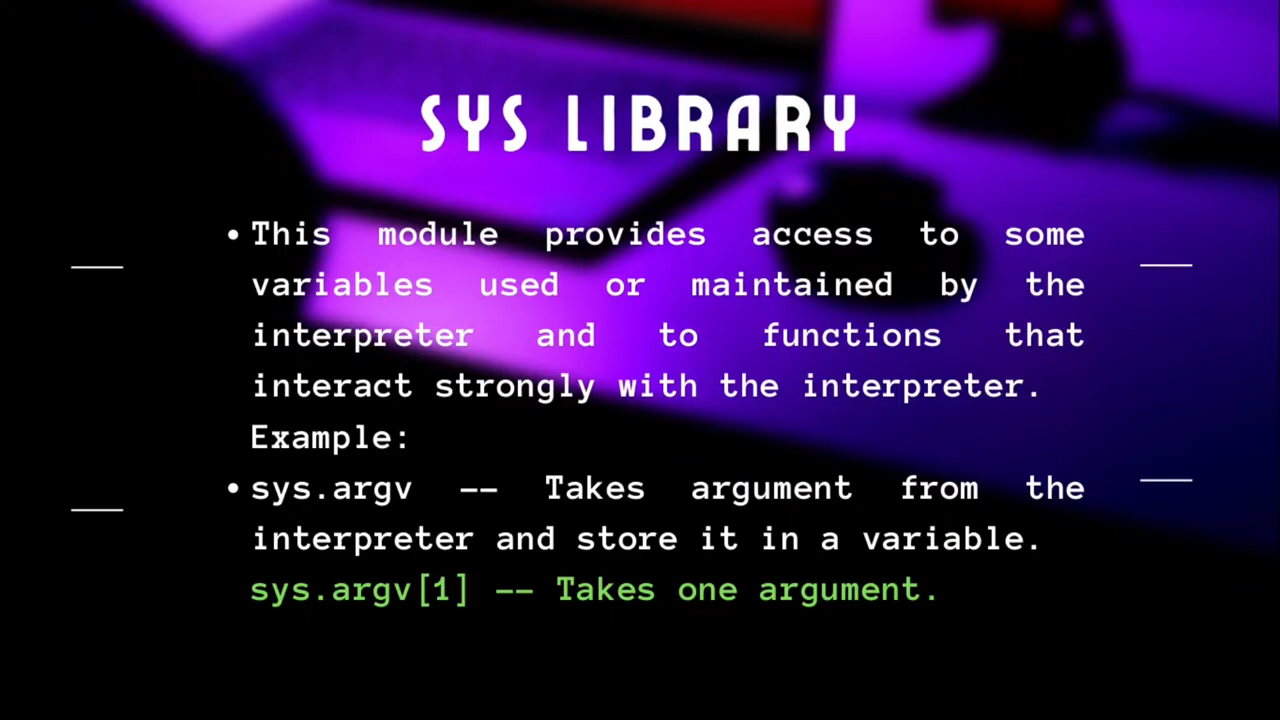 SYS LIBRARY
• This module provides access to some
variables used or maintained by the
interpreter and to functions that
interact strongly with the interpreter.
Example:
• sys.argv -- Takes argument from the
interpreter and store it in a variable.
sys.argv[1] -- Takes one argument.